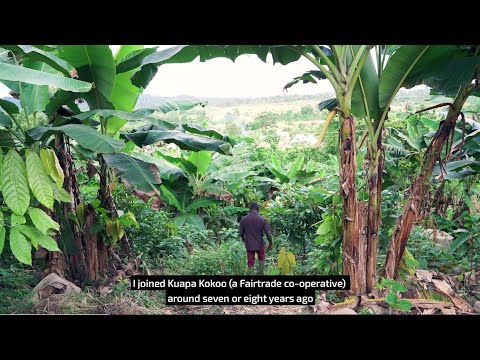 I joined Kuapa Kokoo (a Fairtrade co-operative)
around seven or eight years ago